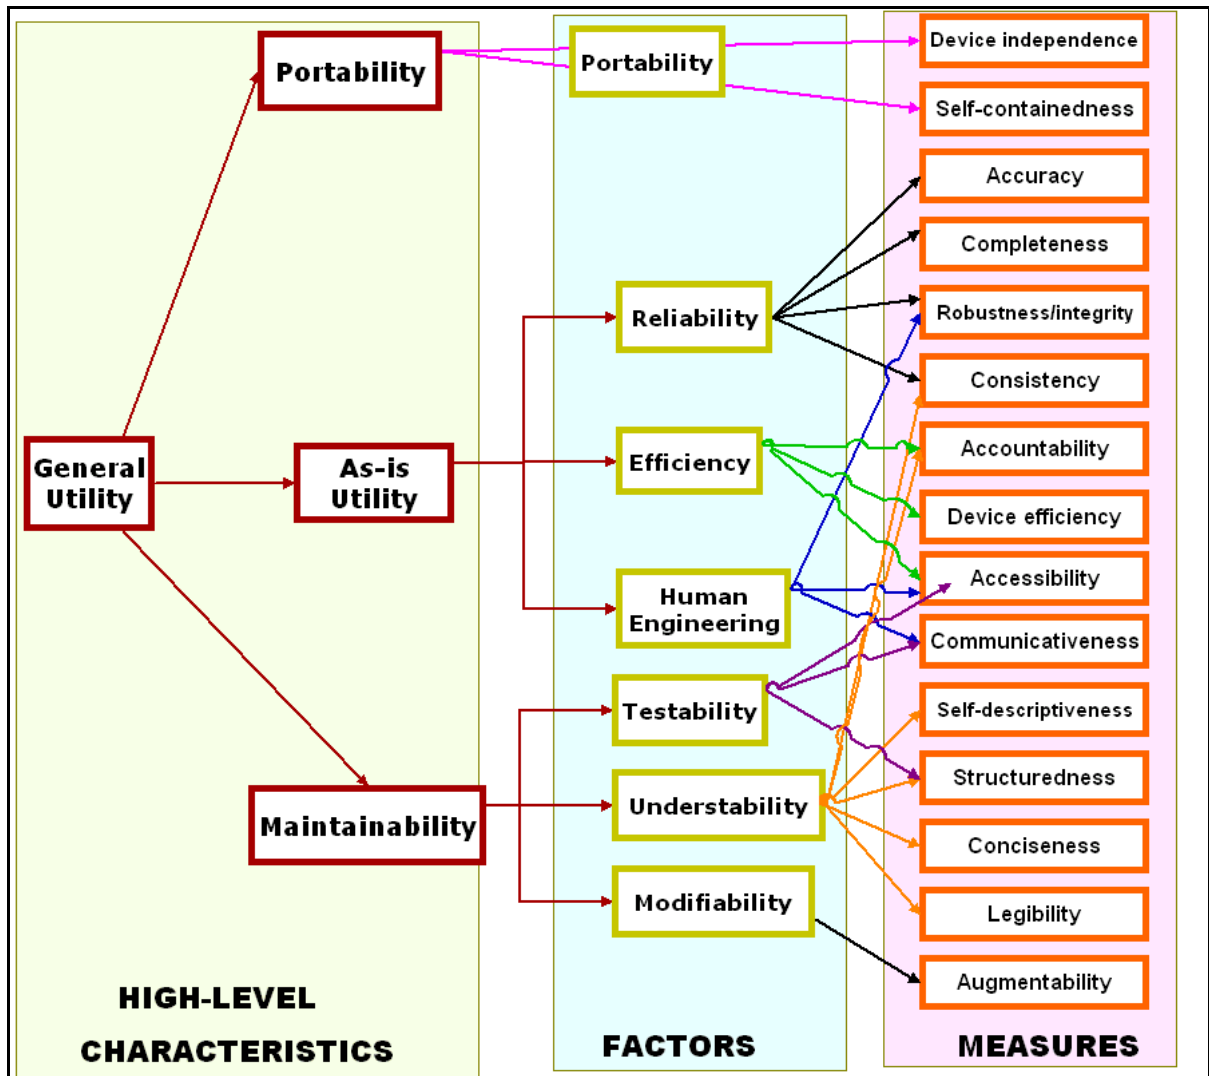 Portability
General
Utility
As-is
Utility
Maintainability
HIGH-LEVEL
CHARACTERISTICS
Portability
Reliability
Efficiency
Human
Engineering
Testability
Understability
Modifiability
FACTORS
Device independence
Self-containedness
Accuracy
Completeness
Robustness/integrity
Consistency
Accountability
Device efficiency
Accessibility
Communicativeness
Self-descriptiveness
Structuredness
Conciseness
Legibility
Augmentability
MEASURES